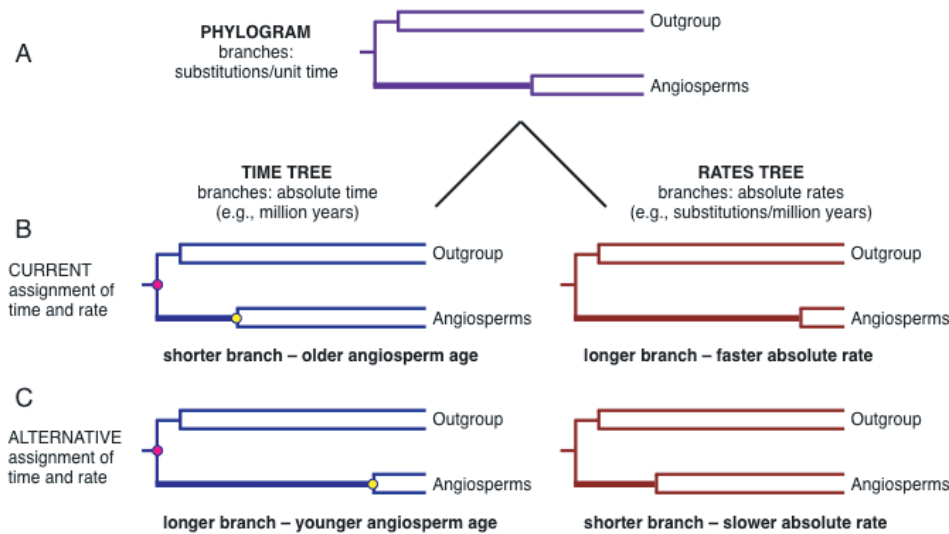 A
PHYLOGRAM
branches:
substitutions/unit time
Outgroup
Angiosperms
TIME TREE
branches: absolute time
(e.g., million years)
RATES TREE
branches: absolute rates
(e.g., substitutions/million years)
B
CURRENT
assignment of
time and rate
Outgroup
Angiosperms
shorter branch – older angiosperm age
Outgroup
Angiosperms
longer branch – faster absolute rate
C
ALTERNATIVE
assignment of
time and rate
Outgroup
Angiosperms
longer branch – younger angiosperm age
Outgroup
Angiosperms
shorter branch – slower absolute rate